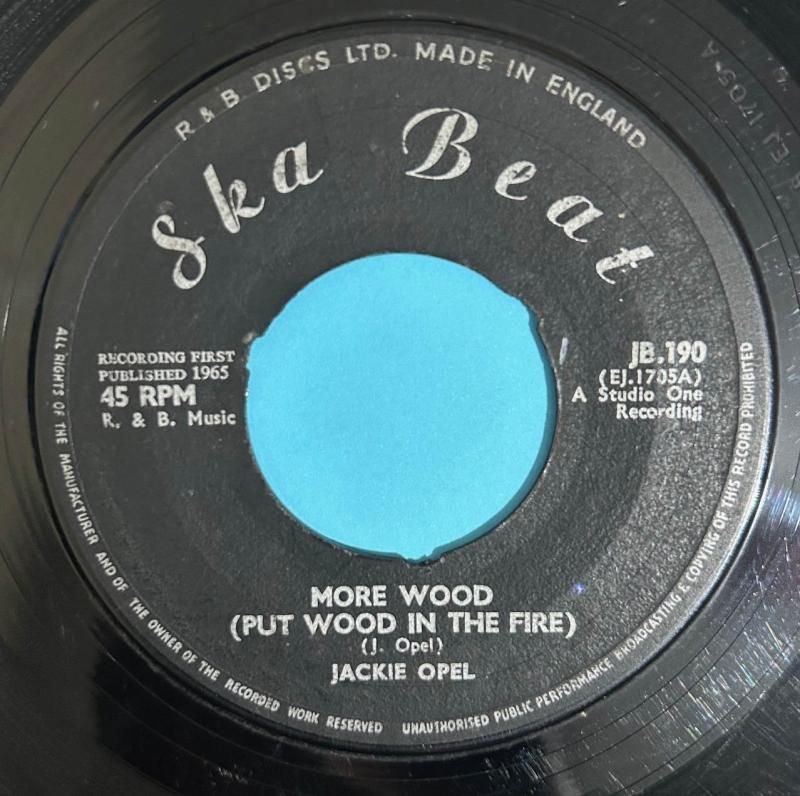 R & B DISCS LTD. MADE IN ENGLAND
Ska Beat
RECORDING FIRST
PUBLISHED 1965
45 RPM
R. & B. Music
JB.190
(EJ.1705A)
A Studio One
Recording
MORE WOOD
(PUT WOOD IN THE FIRE)
(J. Opel)
JACKIE OPEL
ALL RIGHTS OF THE MANUFACTURER AND OF THE OWNER OF THE RECORDED WORK RESERVED
UNAUTHORISED PUBLIC PERFORMANCE BROADCASTING & COPYING OF THIS RECORD PROHIBITED
EJ 1705 A